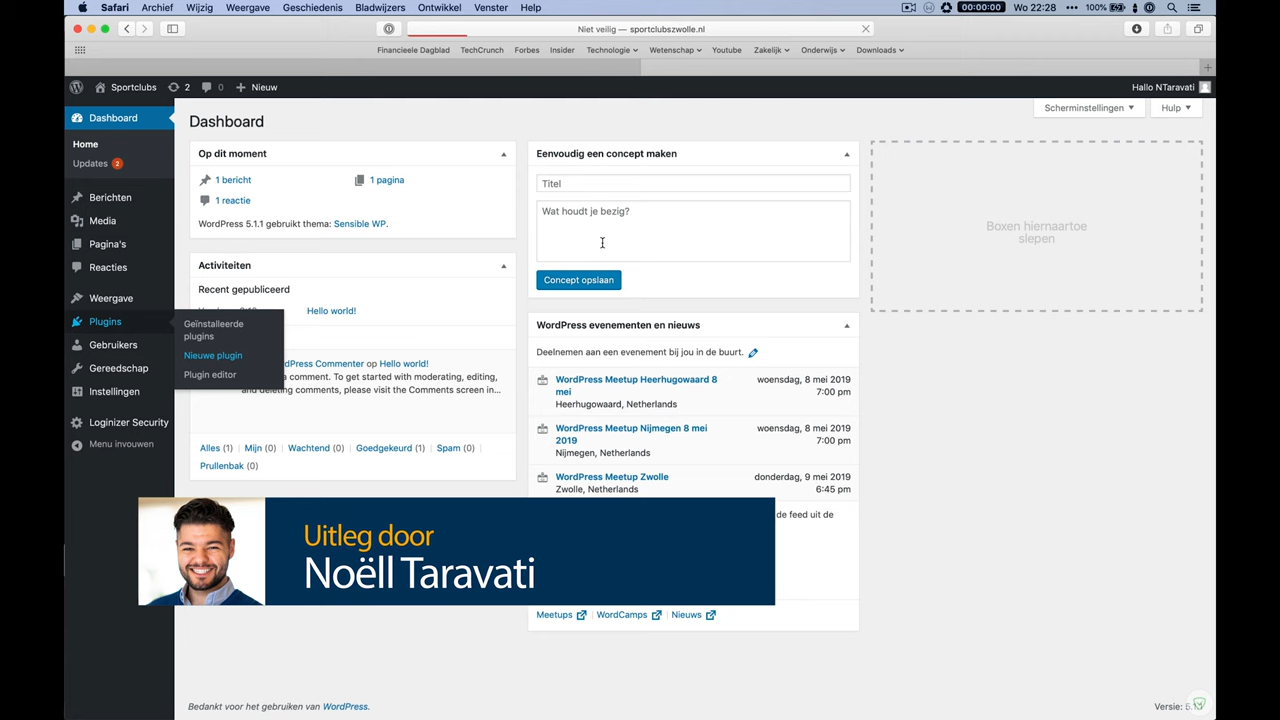 Safari Archief Wijzig Weergave Geschiedenis Bladwijzers Ontwikkel Venster Help
00:00:00 Wo 22:28 100%
Niet veilig — sportclubszwolle.nl
Financieele Dagblad TechCrunch Forbes Insider Technologie Wetenschap Youtube Zakelijk Onderwijs Downloads
Sportclubs 2 0 Nieuw
Hallo NTaravati
Dashboard
Home
Updates 2
Berichten
Media
Pagina's
Reacties
Weergave
Plugins
Gebruikers
Gereedschap
Instellingen
Loginizer Security
Menu invouwen
Geïnstalleerde
plugins
Nieuwe plugin
Plugin editor
Scherminstellingen
Hulp
Dashboard
Op dit moment
1 bericht 1 pagina
1 reactie
WordPress 5.1.1 gebruikt thema: Sensible WP.
Activiteiten
Recent gepubliceerd
Hello world!
dPress Commenter op Hello world!
a comment. To get started with moderating, editing,
and deleting comments, please visit the Comments screen in...
Alles (1) Mijn (0) Wachtend (0) Goedgekeurd (1) Spam (0)
Prullenbak (0)
Eenvoudig een concept maken
Titel
Wat houdt je bezig?
Concept opslaan
WordPress evenementen en nieuws
Deelnemen aan een evenement bij jou in de buurt.
WordPress Meetup Heerhugowaard 8
mei
Heerhugowaard, Netherlands
woensdag, 8 mei 2019
7:00 pm
WordPress Meetup Nijmegen 8 mei
2019
Nijmegen, Netherlands
woensdag, 8 mei 2019
7:00 pm
WordPress Meetup Zwolle
Zwolle, Netherlands
donderdag, 9 mei 2019
6:45 pm
de feed uit de
Meetups WordCamps Nieuws
Boxen hiernaartoe
slepen
Uitleg door
Noëll Taravati
Bedankt voor het gebruiken van WordPress.
Versie: